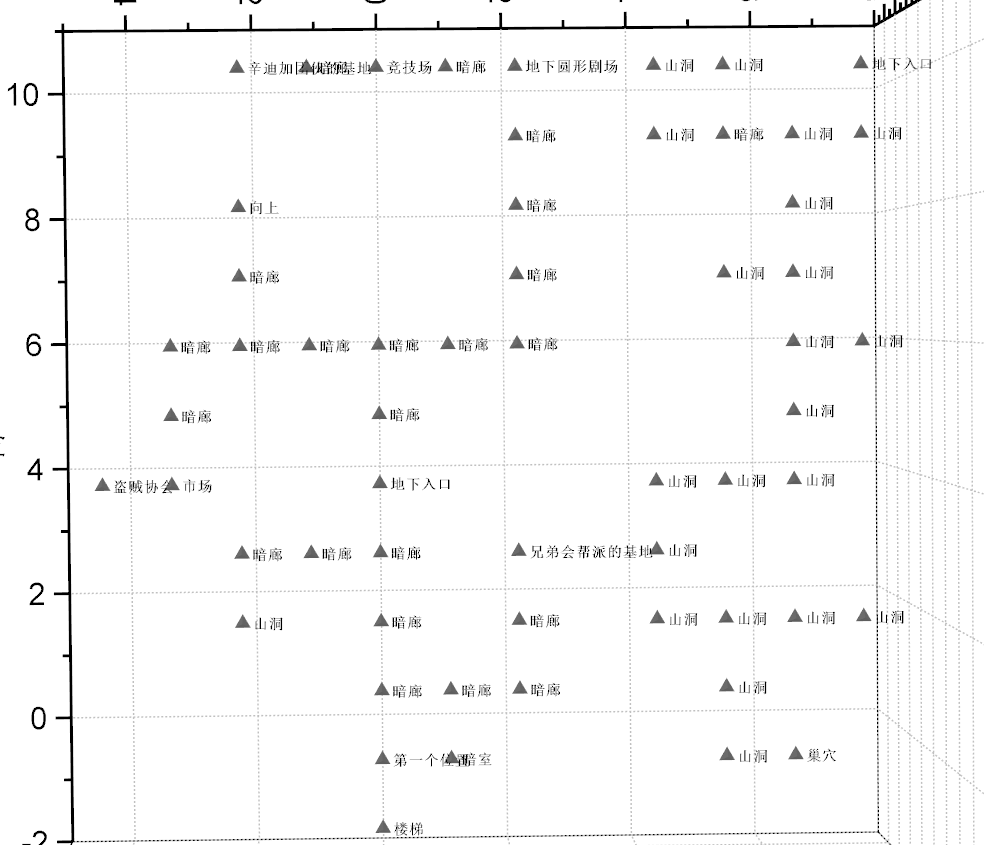 辛迪加团伙的基地 暗廊 竞技场 暗廊 地下圆形剧场 山洞 山洞 地下入口
10
暗廊 山洞 暗廊 山洞 山洞
8
向上 暗廊 山洞
暗廊 暗廊 山洞 山洞
6
暗廊 暗廊 暗廊 暗廊 暗廊 暗廊 山洞 山洞
暗廊 暗廊 山洞
4
盗贼协会 市场 地下入口 山洞 山洞 山洞
暗廊 暗廊 暗廊 兄弟会帮派的基地 山洞
2
山洞 暗廊 暗廊 山洞 山洞 山洞 山洞
暗廊 暗廊 暗廊 山洞
0
第一个位置 暗室 山洞 巢穴
楼梯
-2